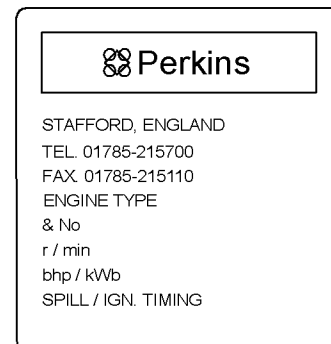 Perkins
STAFFORD, ENGLAND
TEL. 01785-215700
FAX. 01785-215110
ENGINE TYPE
& No
r / min
bhp / kWb
SPILL / IGN. TIMING